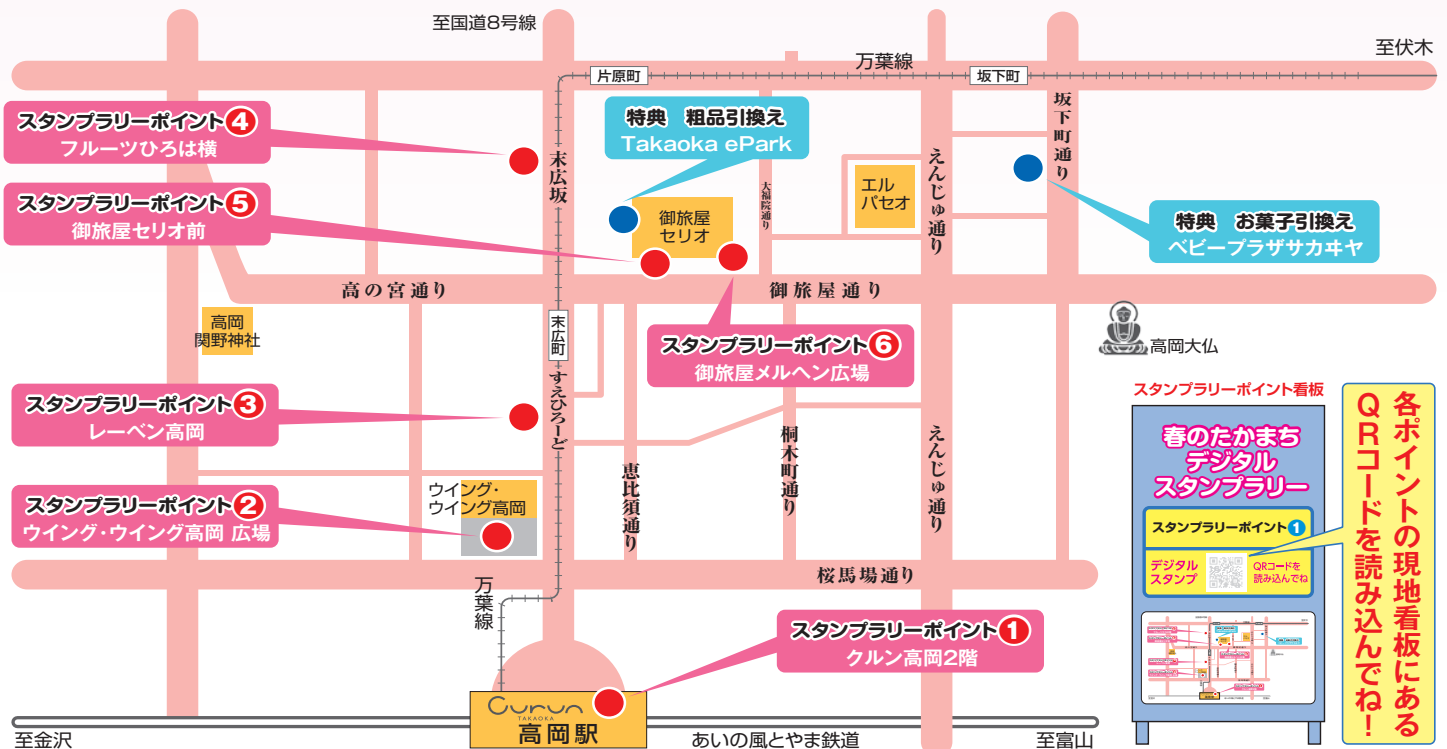 至国道8号線
万葉線
至伏木
片原町
坂下町
スタンプラリーポイント4
フルーツひろは横
特典　粗品引換え
Takaoka ePark
末広坂
大福院通り
エル
パセオ
えんじゅ通り
坂下町通り
スタンプラリーポイント5
御旅屋セリオ前
御旅屋
セリオ
特典　お菓子引換え
ベビープラザサカヰヤ
高の宮通り
御旅屋通り
高岡
関野神社
末広町
スタンプラリーポイント6
御旅屋メルヘン広場
高岡大仏
スタンプラリーポイント3
レーベン高岡
すえひろーど
恵比須通り
桐木町通り
えんじゅ通り
スタンプラリーポイント2
ウイング・ウイング高岡 広場
ウイング・
ウイング高岡
桜馬場通り
万葉線
スタンプラリーポイント1
クルン高岡2階
Curun
TAKAOKA
高岡駅
至金沢
あいの風とやま鉄道
至富山
スタンプラリーポイント看板
春のたかまち
デジタル
スタンプラリー
スタンプラリーポイント1
デジタル
スタンプ
QRコードを
読み込んでね
各ポイントの現地看板にある
QRコードを読み込んでね！